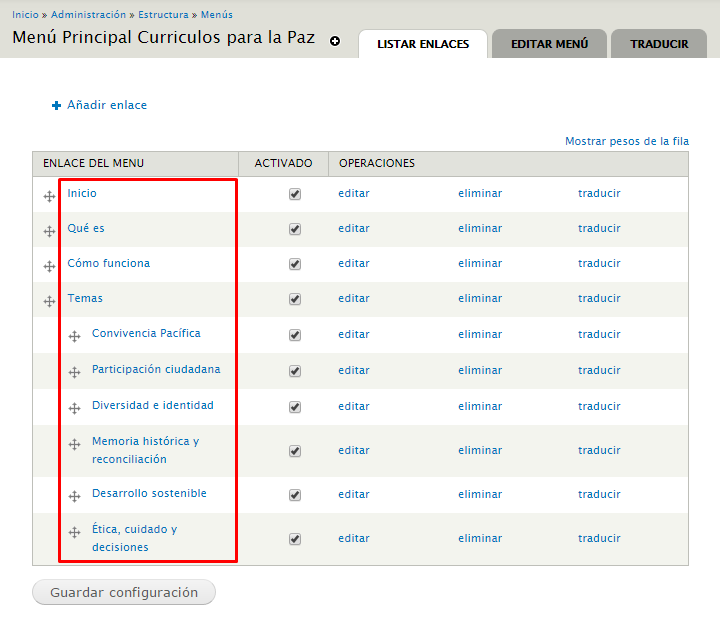 Inicio » Administración » Estructura » Menús
Menú Principal Curriculos para la Paz
LISTAR ENLACES EDITAR MENÚ TRADUCIR
Añadir enlace
Mostrar pesos de la fila
ENLACE DEL MENU ACTIVADO OPERACIONES
Inicio editar eliminar traducir
Qué es editar eliminar traducir
Cómo funciona editar eliminar traducir
Temas editar eliminar traducir
Convivencia Pacífica editar eliminar traducir
Participación ciudadana editar eliminar traducir
Diversidad e identidad editar eliminar traducir
Memoria histórica y
reconciliación editar eliminar traducir
Desarrollo sostenible editar eliminar traducir
Ética, cuidado y
decisiones editar eliminar traducir
Guardar configuración